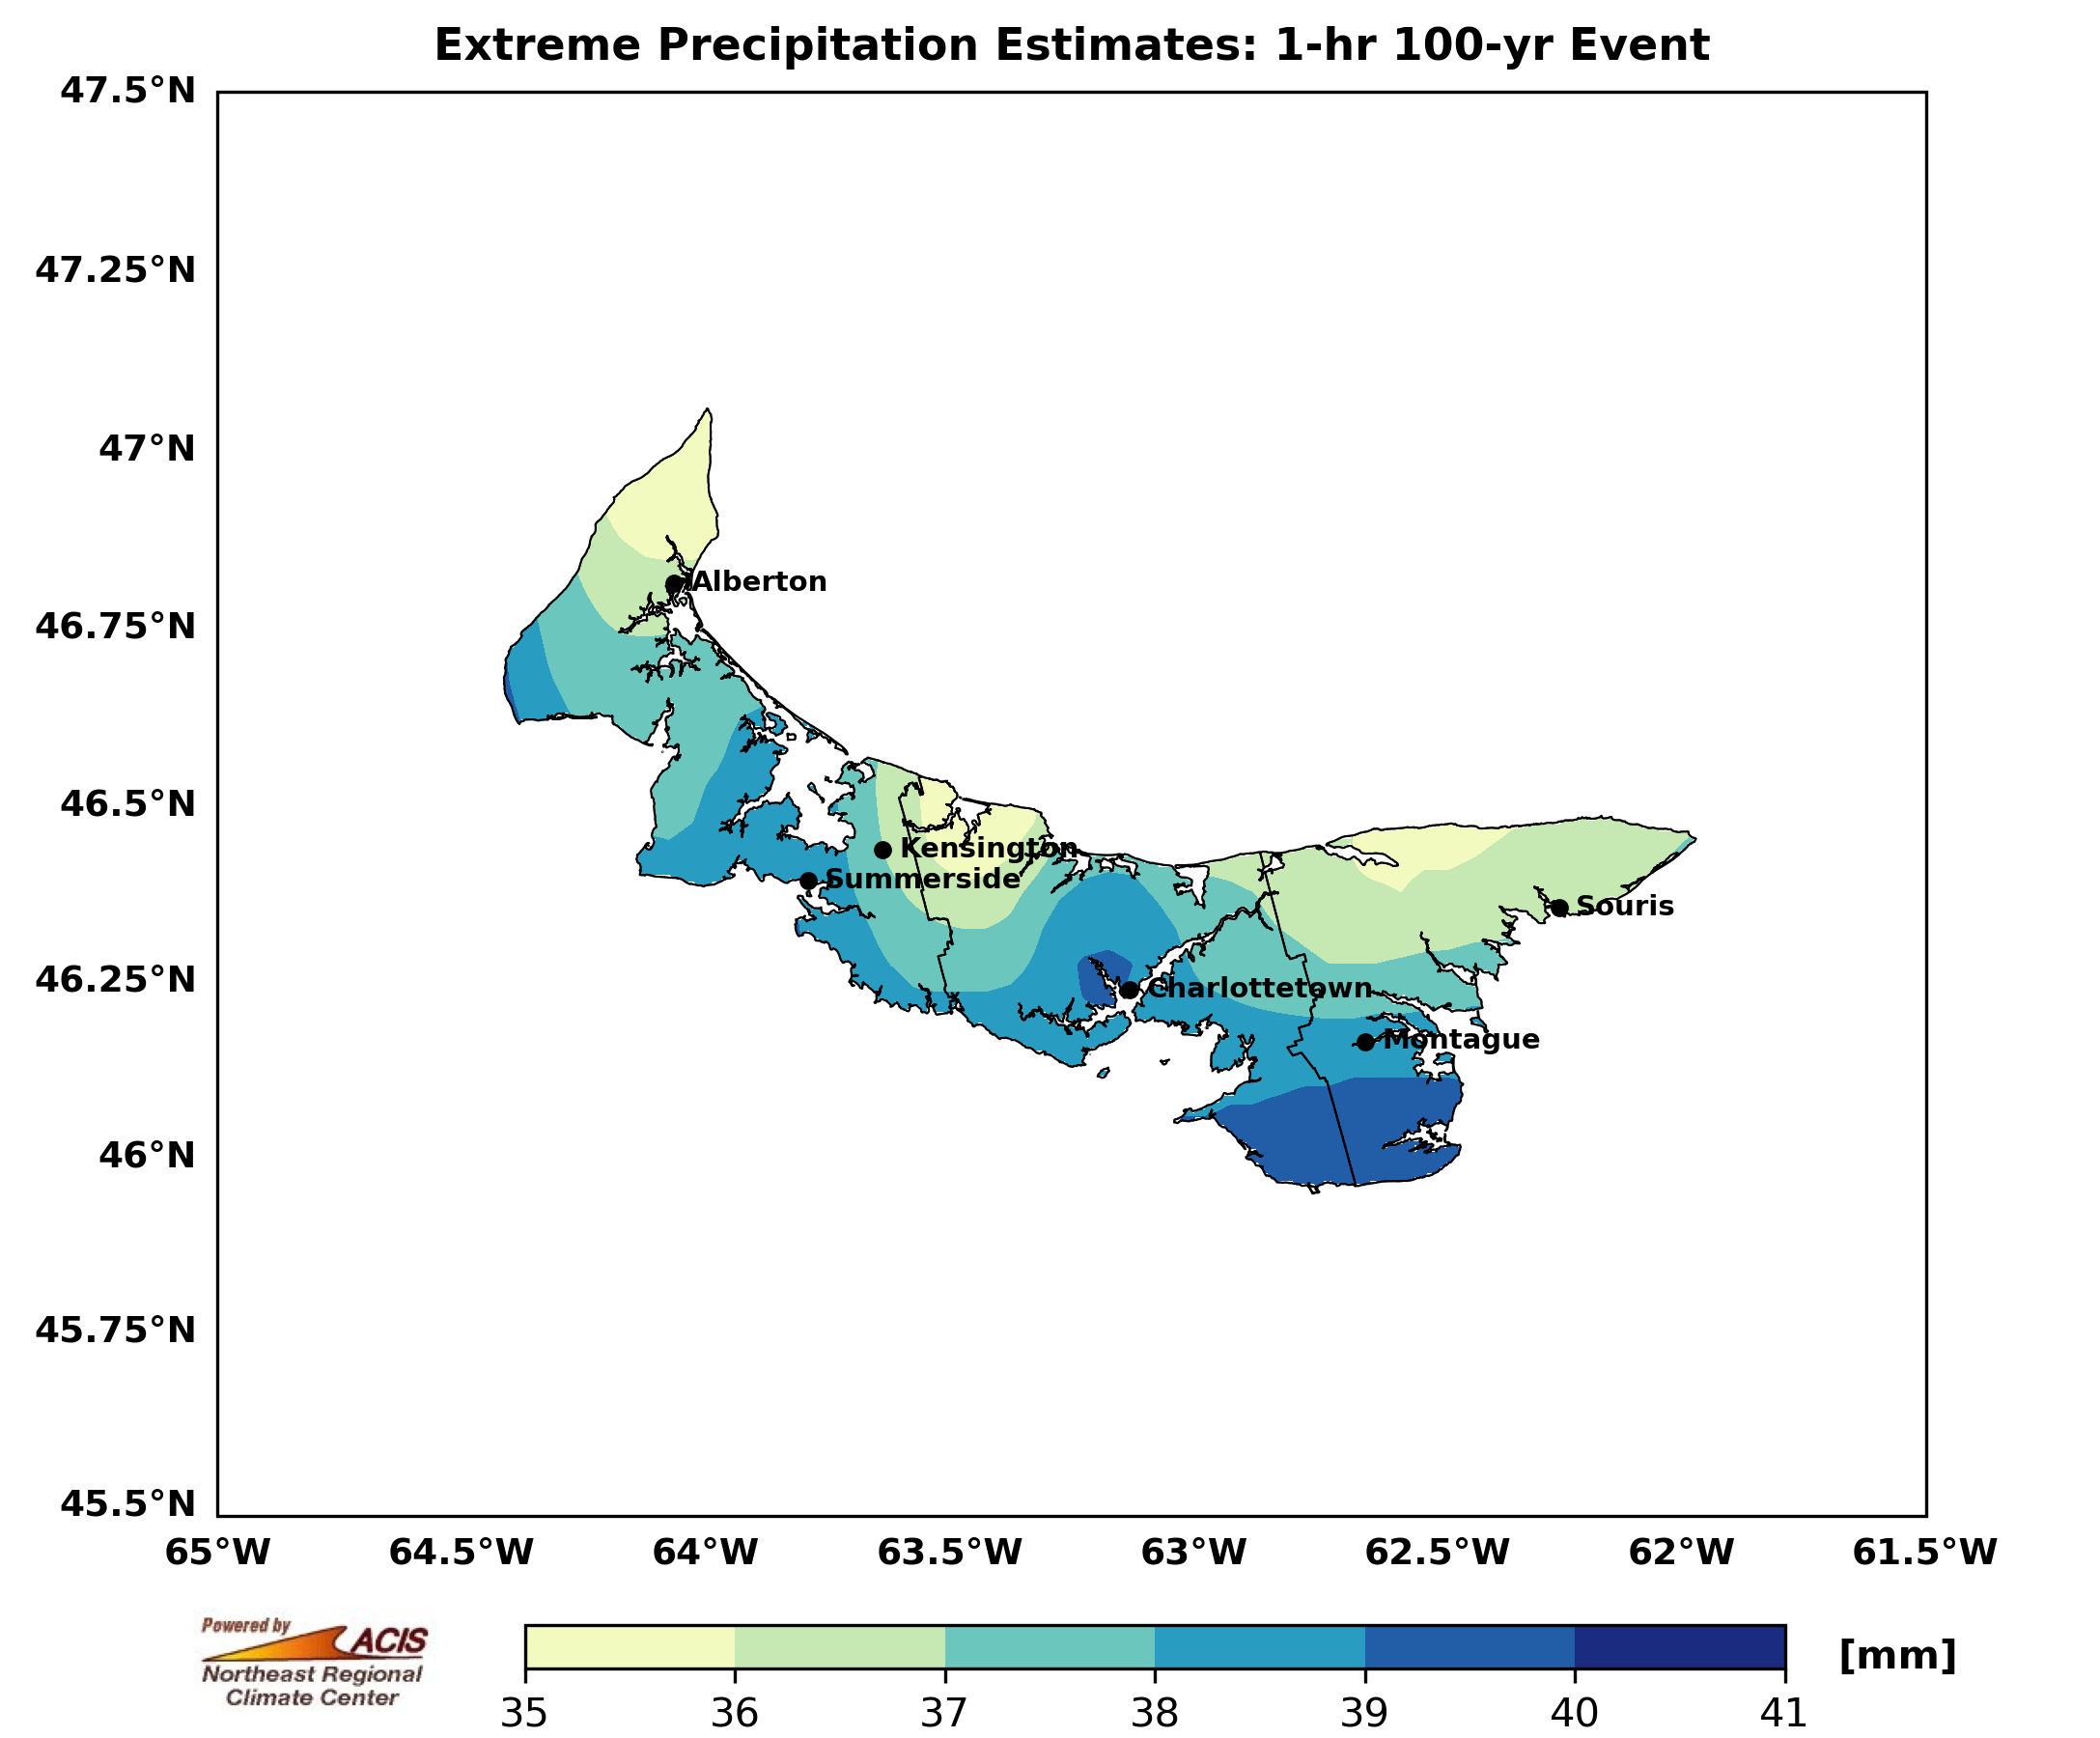 Extreme Precipitation Estimates: 1-hr 100-yr Event
47.5°N
47.25°N
47°N
46.75°N
46.5°N
46.25°N
46°N
45.75°N
45.5°N
Alberton
Kensington
Summerside
Souris
Charlottetown
Montague
65°W 64.5°W 64°W 63.5°W 63°W 62.5°W 62°W 61.5°W
Powered by
ACIS
Northeast Regional
Climate Center
[mm]
35 36 37 38 39 40 41